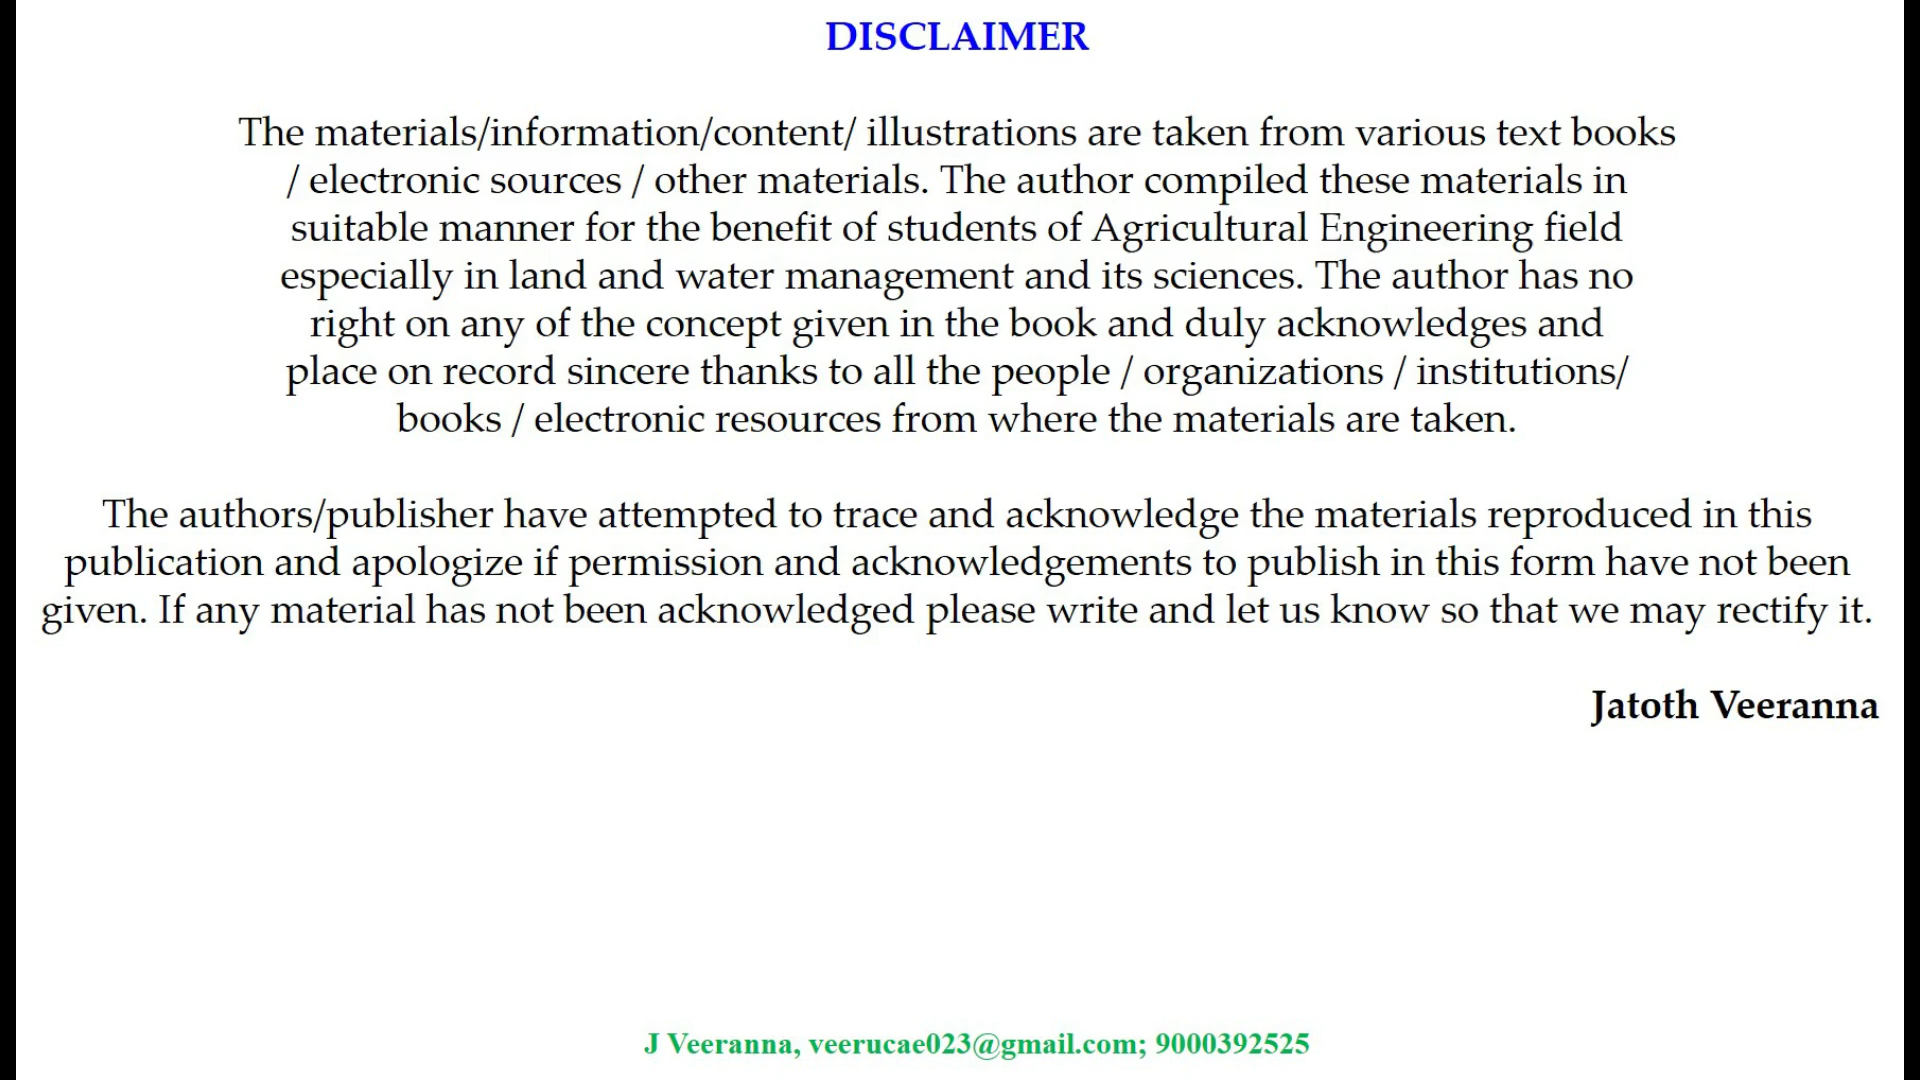 DISCLAIMER
The materials/information/content/ illustrations are taken from various text books
/ electronic sources / other materials. The author compiled these materials in
suitable manner for the benefit of students of Agricultural Engineering field
especially in land and water management and its sciences. The author has no
right on any of the concept given in the book and duly acknowledges and
place on record sincere thanks to all the people / organizations / institutions/
books / electronic resources from where the materials are taken.
The authors/publisher have attempted to trace and acknowledge the materials reproduced in this
publication and apologize if permission and acknowledgements to publish in this form have not been
given. If any material has not been acknowledged please write and let us know so that we may rectify it.
Jatoth Veeranna
J Veeranna, veerucae023@gmail.com; 9000392525